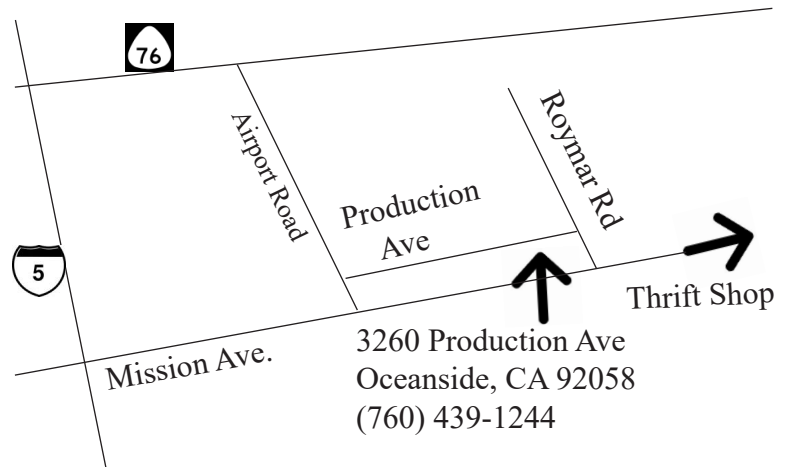 76
Airport Road
Roymar Rd
Production
Ave
5
Thrift Shop
Mission Ave.
3260 Production Ave
Oceanside, CA 92058
(760) 439-1244